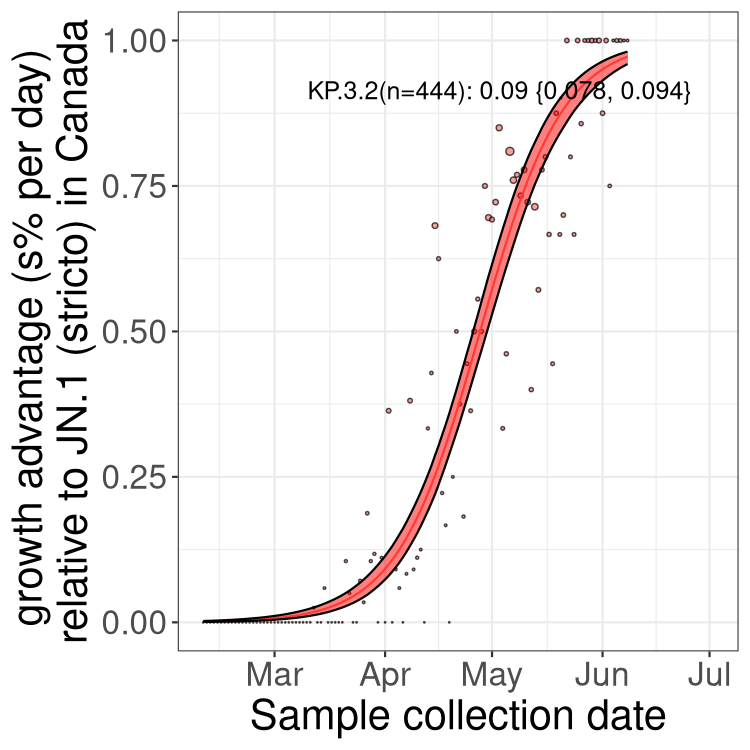 growth advantage (s% per day)
relative to JN.1 (stricto) in Canada
1.00
0.75
0.50
0.25
0.00
KP.3.2(n=444): 0.09 {0.078, 0.094}
Mar Apr May Jun Jul
Sample collection date